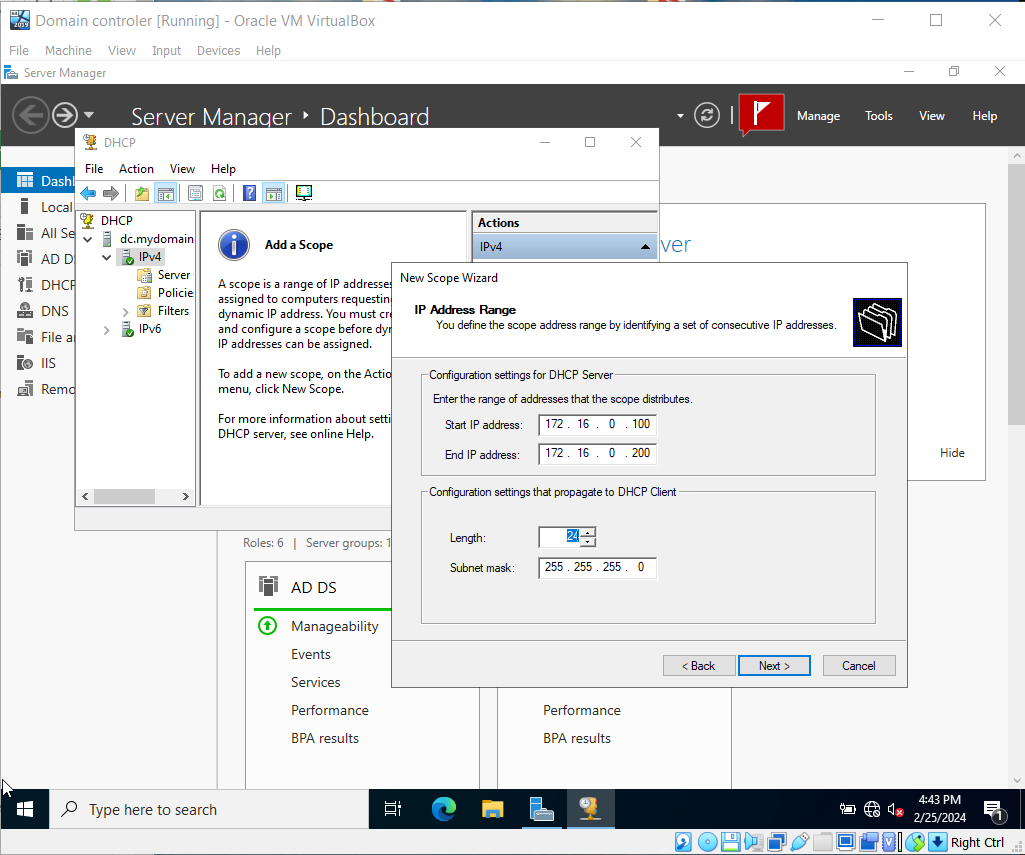 Domain controler [Running] - Oracle VM VirtualBox
File Machine View Input Devices Help
Server Manager
Server Manager Dashboard
Manage Tools View Help
DHCP
File Action View Help
Dashl
Local
All Se
AD D
DHCP
DNS
File ar
IIS
Remo
DHCP
dc.mydomain
IPv4
Server
Policie
Filters
IPv6
Add a Scope
A scope is a range of IP addresses
assigned to computers requesting
dynamic IP address. You must cre
and configure a scope before dyn
IP addresses can be assigned.
To add a new scope, on the Actio
menu, click New Scope.
For more information about setti
DHCP server, see online Help.
Actions
IPv4
ver
Hide
New Scope Wizard
IP Address Range
You define the scope address range by identifying a set of consecutive IP addresses.
Configuration settings for DHCP Server
Enter the range of addresses that the scope distributes.
Start IP address: 172 . 16 . 0 . 100
End IP address: 172 . 16 . 0 . 200
Configuration settings that propagate to DHCP Client
Length: 24
Subnet mask: 255 . 255 . 255 . 0
< Back Next > Cancel
Roles: 6 | Server groups: 1
AD DS
Manageability
Events
Services
Performance
BPA results
Performance
BPA results
Type here to search
4:43 PM
2/25/2024
1
Right Ctrl